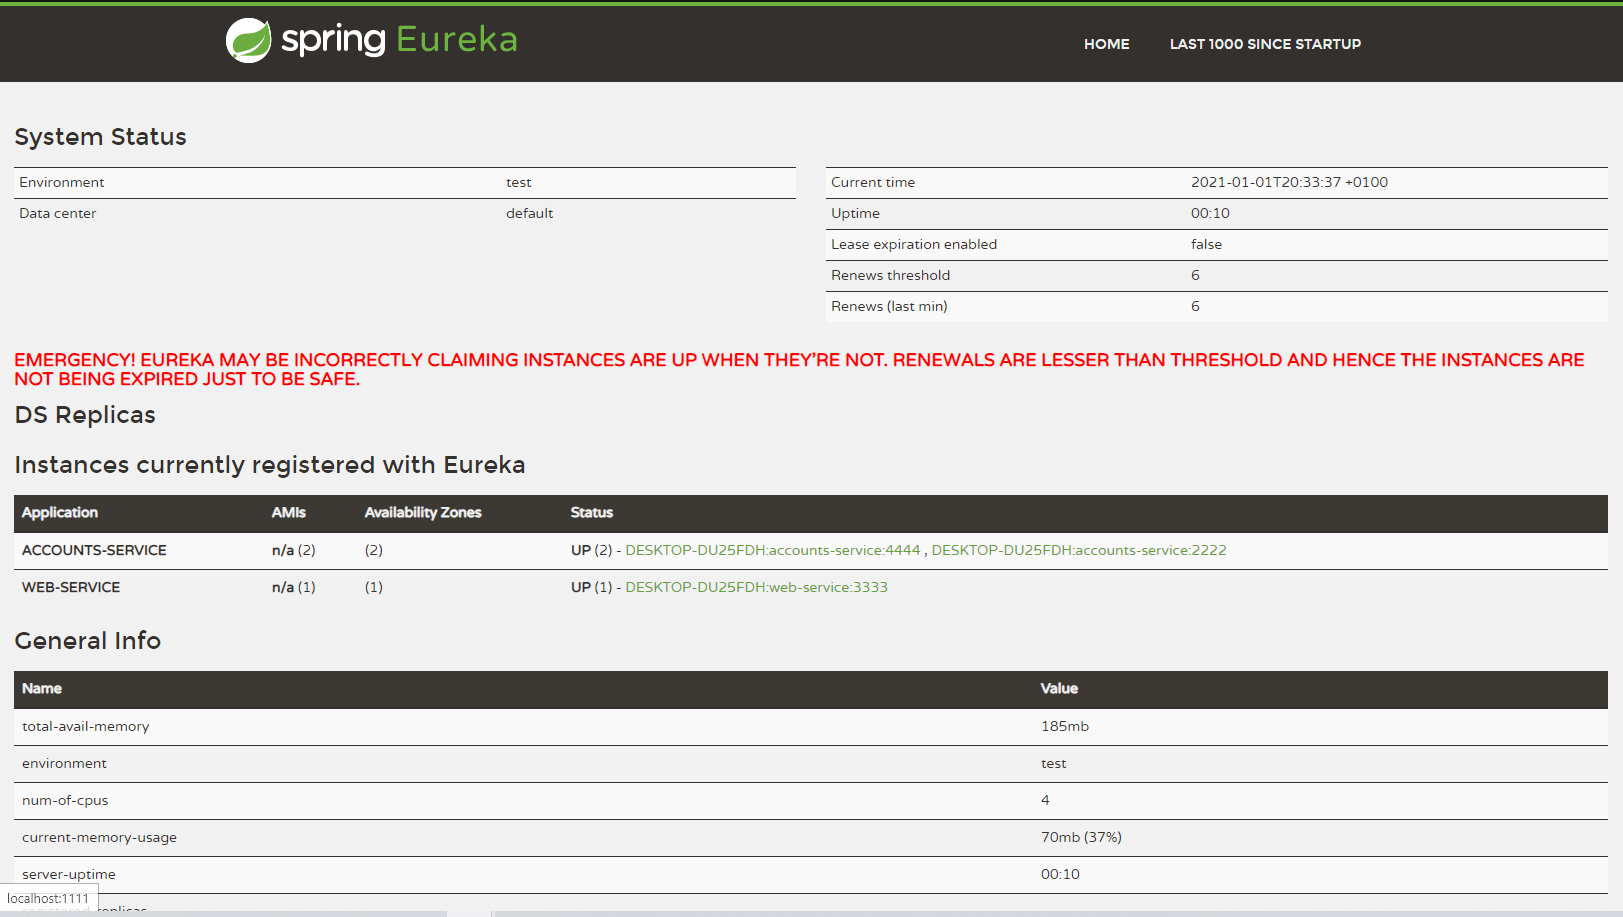 spring Eureka
HOME LAST 1000 SINCE STARTUP
System Status
Environment test
Data center default
Current time 2021-01-01T20:33:37 +0100
Uptime 00:10
Lease expiration enabled false
Renews threshold 6
Renews (last min) 6
EMERGENCY! EUREKA MAY BE INCORRECTLY CLAIMING INSTANCES ARE UP WHEN THEY'RE NOT. RENEWALS ARE LESSER THAN THRESHOLD AND HENCE THE INSTANCES ARE
NOT BEING EXPIRED JUST TO BE SAFE.
DS Replicas
Instances currently registered with Eureka
Application AMIs Availability Zones Status
ACCOUNTS-SERVICE n/a (2) (2) UP (2) - DESKTOP-DU25FDH:accounts-service:4444 , DESKTOP-DU25FDH:accounts-service:2222
WEB-SERVICE n/a (1) (1) UP (1) - DESKTOP-DU25FDH:web-service:3333
General Info
Name Value
total-avail-memory 185mb
environment test
num-of-cpus 4
current-memory-usage 70mb (37%)
server-uptime 00:10
localhost:1111